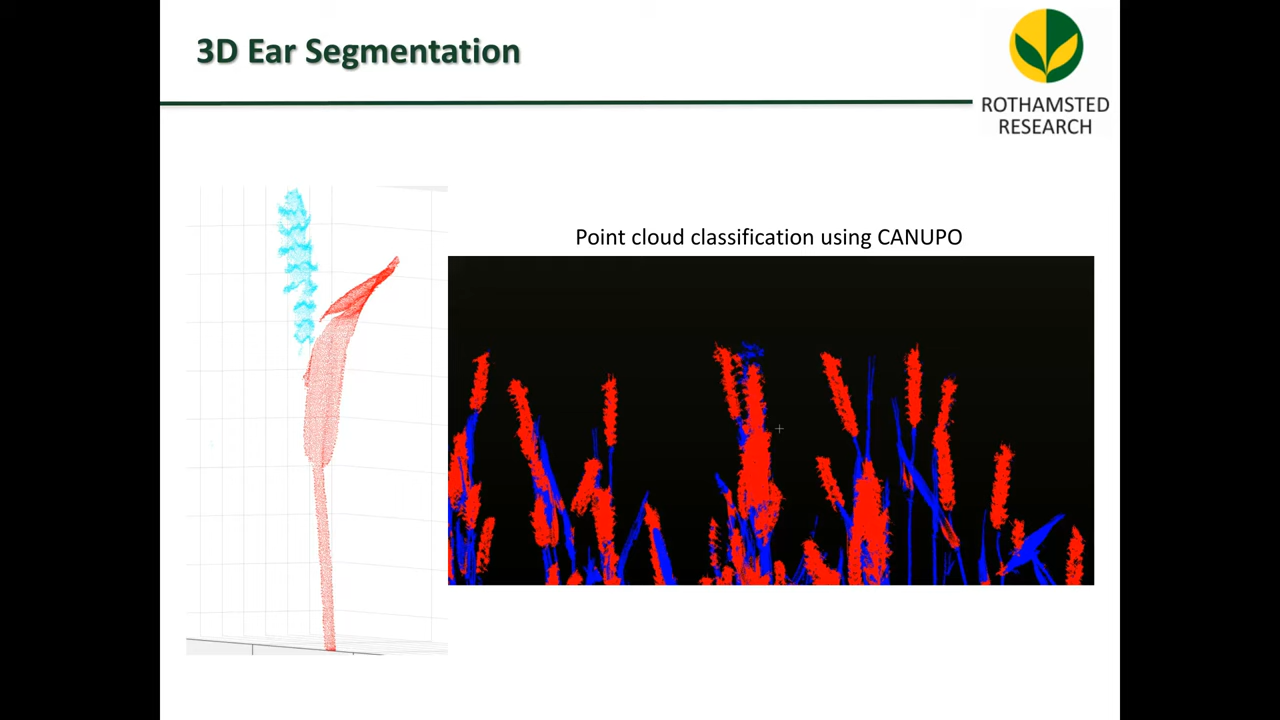 3D Ear Segmentation
ROTHAMSTED
RESEARCH
Point cloud classification using CANUPO